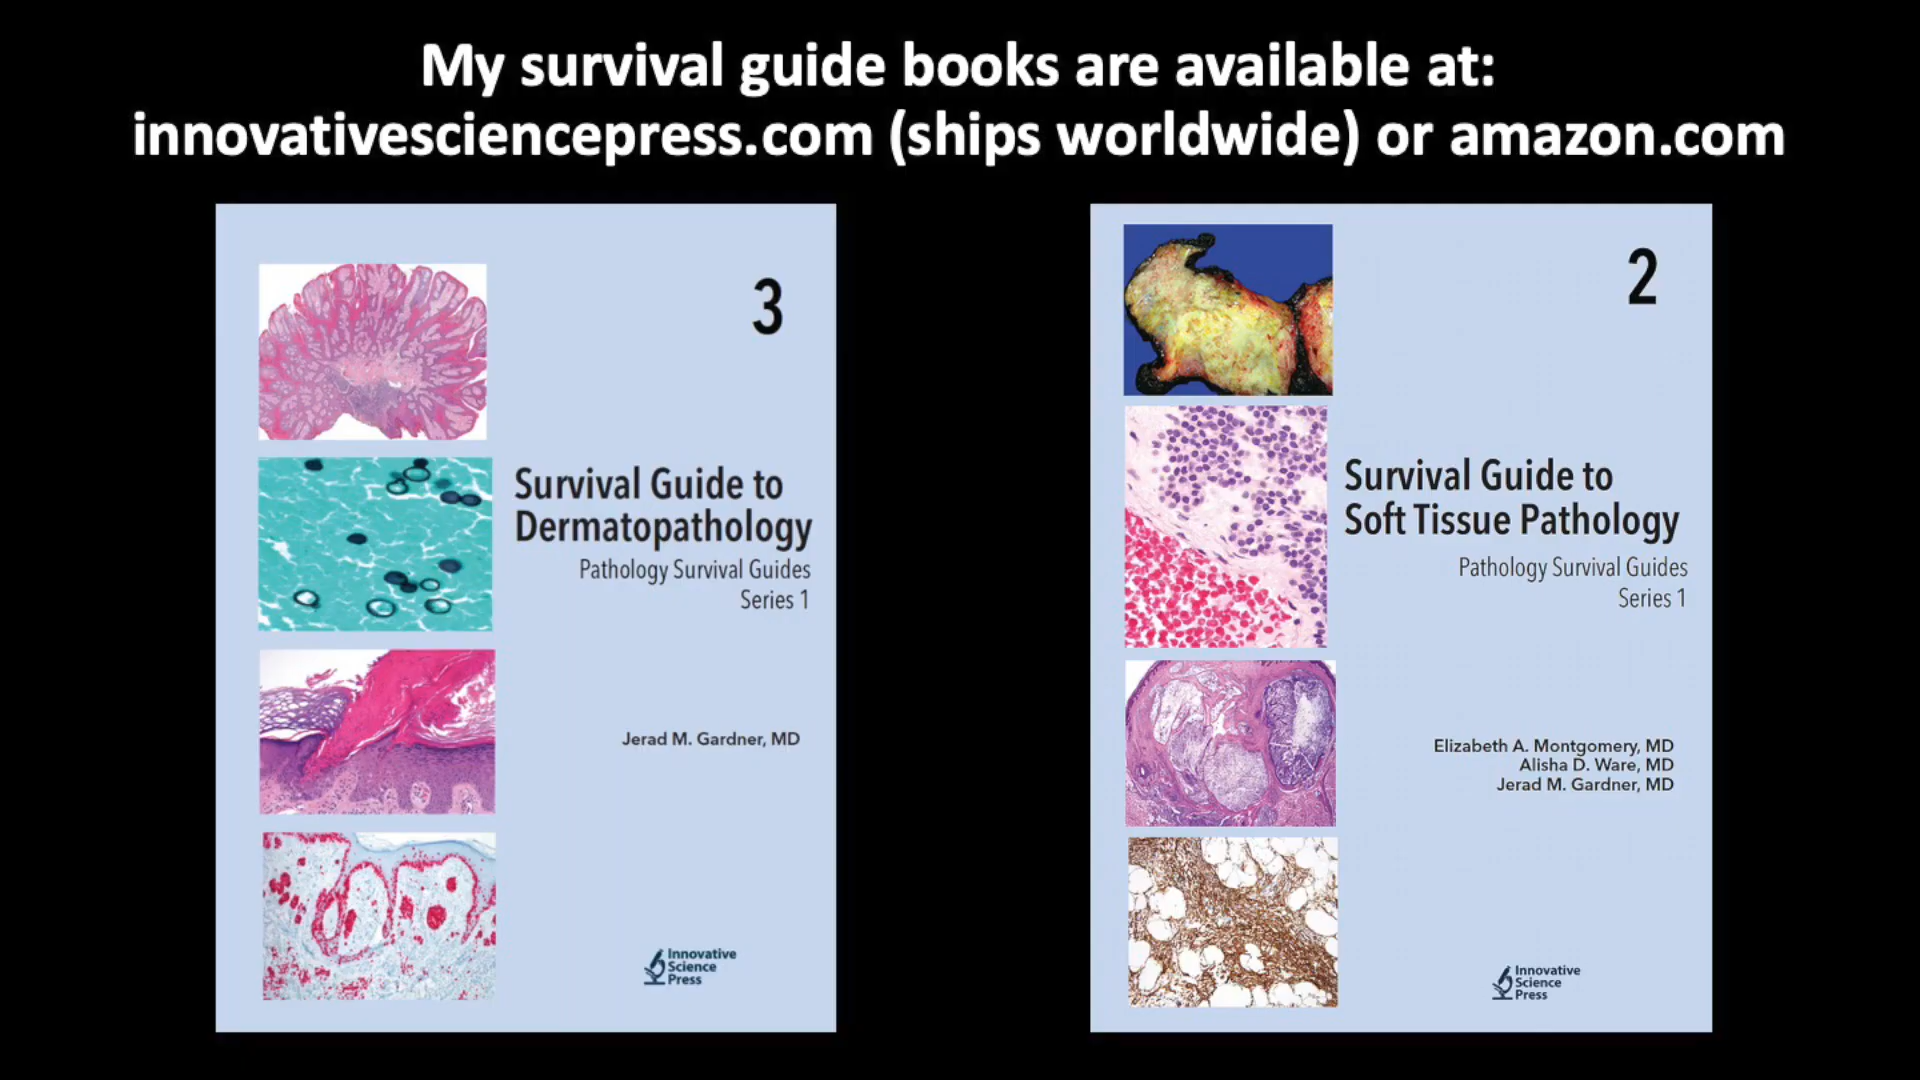 My survival guide books are available at:
innovativesciencepress.com (ships worldwide) or amazon.com
3
Survival Guide to
Dermatopathology
Pathology Survival Guides
Series 1
Jerad M. Gardner, MD
Innovative
Science
Press
2
Survival Guide to
Soft Tissue Pathology
Pathology Survival Guides
Series 1
Elizabeth A. Montgomery, MD
Alisha D. Ware, MD
Jerad M. Gardner, MD
Innovative
Science
Press